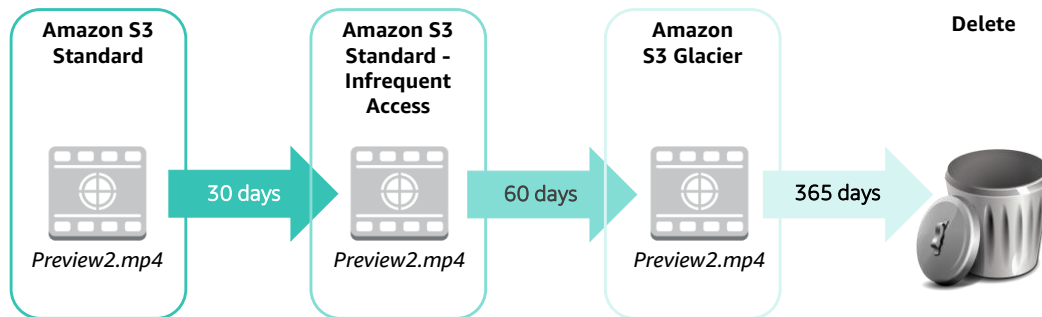 Amazon S3
Standard
Amazon S3
Standard -
Infrequent
Access
Amazon
S3 Glacier
Delete
30 days
60 days
365 days
Preview2.mp4
Preview2.mp4
Preview2.mp4